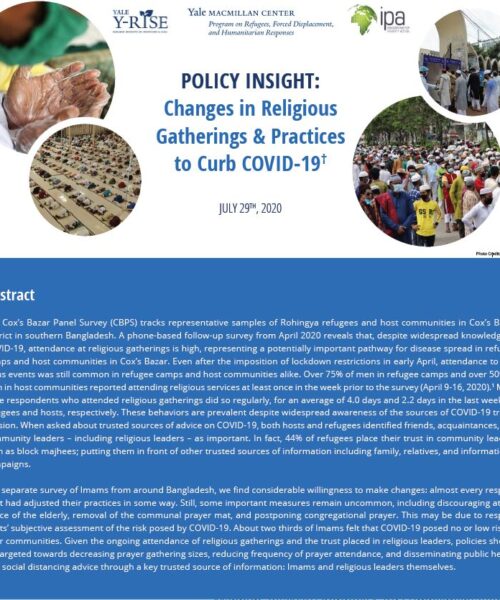 YALE
Y-RISE
Yale MACMILLAN CENTER
Program on Refugees, Forced Displacement,
and Humanitarian Responses
ipa
POLICY INSIGHT:
Changes in Religious
Gatherings & Practices
to Curb COVID-19†
JULY 29TH, 2020
stract
Cox's Bazar Panel Survey (CBPS) tracks representative samples of Rohingya refugees and host communities in Cox's B
rict in southern Bangladesh. A phone-based follow-up survey from April 2020 reveals that, despite widespread knowledg
VID-19, attendance at religious gatherings is high, representing a potentially important pathway for disease spread in refu
ps and host communities in Cox's Bazar. Even after the imposition of lockdown restrictions in early April, attendance to
us events was still common in refugee camps and host communities alike. Over 75% of men in refugee camps and over 50
n in host communities reported attending religious services at least once in the week prior to the survey (April 9-16, 2020).¹ M
e respondents who attended religious gatherings did so regularly, for an average of 4.0 days and 2.2 days in the last week
gees and hosts, respectively. These behaviors are prevalent despite widespread awareness of the sources of COVID-19 tr
sion. When asked about trusted sources of advice on COVID-19, both hosts and refugees identified friends, acquaintances,
munity leaders – including religious leaders – as important. In fact, 44% of refugees place their trust in community lea
h as block majhees; putting them in front of other trusted sources of information including family, relatives, and information
paigns.
separate survey of Imams from around Bangladesh, we find considerable willingness to make changes: almost every resp
t had adjusted their practices in some way. Still, some important measures remain uncommon, including discouraging at
ce of the elderly, removal of the communal prayer mat, and postponing congregational prayer. This may be due to resp
ts' subjective assessment of the risk posed by COVID-19. About two thirds of Imams felt that COVID-19 posed no or low ris
r communities. Given the ongoing attendance of religious gatherings and the trust placed in religious leaders, policies sho
targeted towards decreasing prayer gathering sizes, reducing frequency of prayer attendance, and disseminating public he
social distancing advice through a key trusted source of information: Imams and religious leaders themselves.